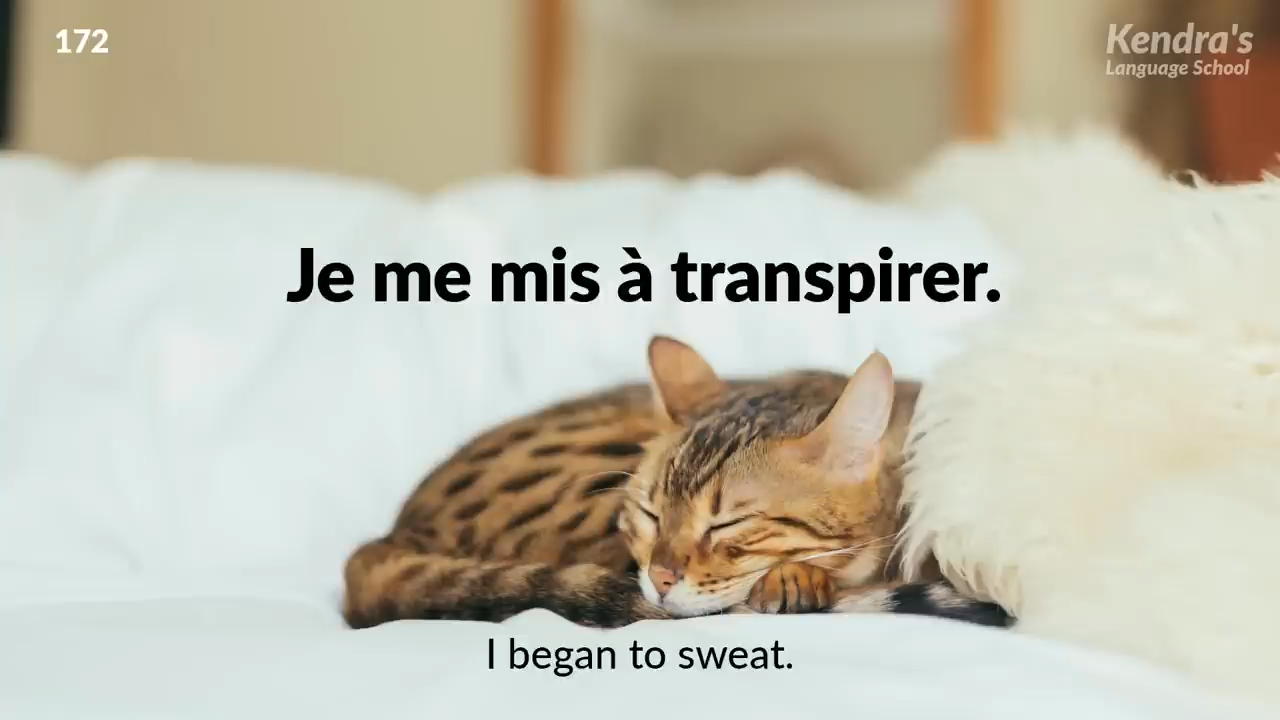 172
Kendra's
Language School
Je me mis à transpirer.
I began to sweat.